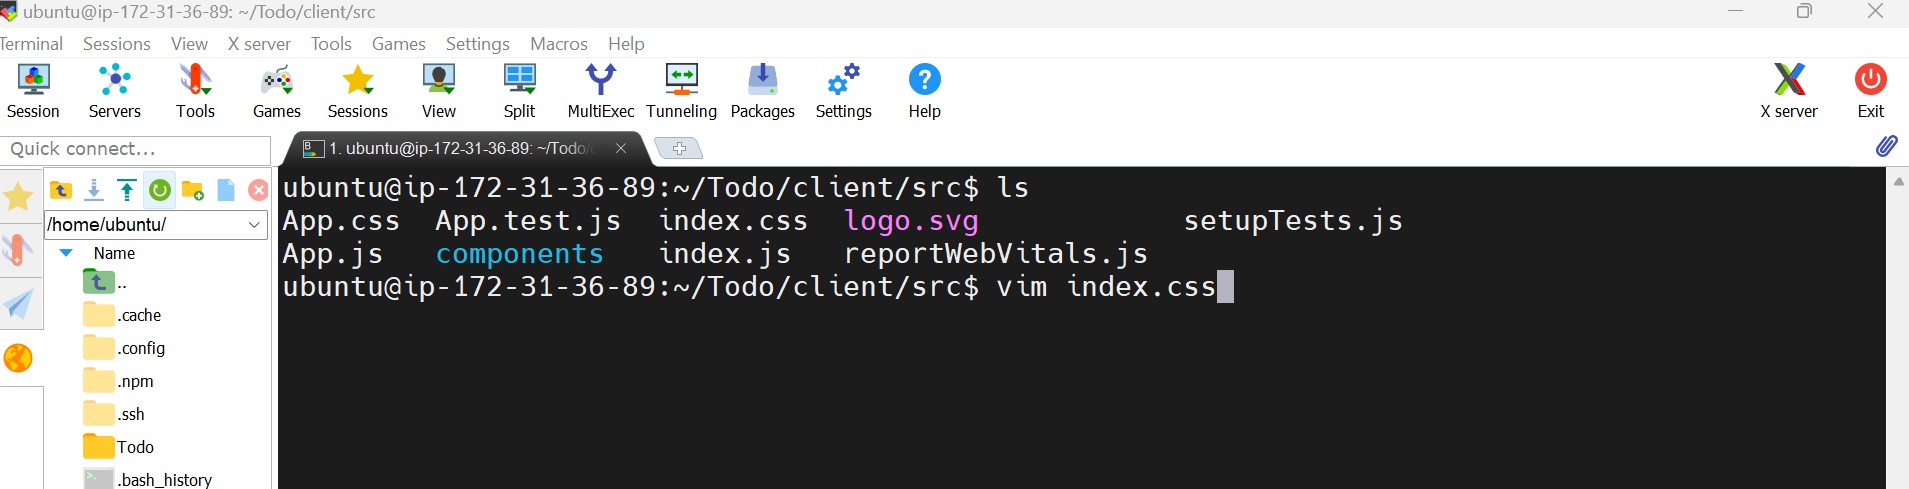 ubuntu@ip-172-31-36-89: ~/Todo/client/src
Terminal Sessions View X server Tools Games Settings Macros Help
Session Servers Tools Games Sessions View Split MultiExec Tunneling Packages Settings Help X server Exit
Quick connect...
1. ubuntu@ip-172-31-36-89: ~/Todo/c
/home/ubuntu/
Name
..
.cache
.config
.npm
.ssh
Todo
.bash_history
ubuntu@ip-172-31-36-89:~/Todo/client/src$ ls
App.css App.test.js index.css logo.svg setupTests.js
App.js components index.js reportWebVitals.js
ubuntu@ip-172-31-36-89:~/Todo/client/src$ vim index.css